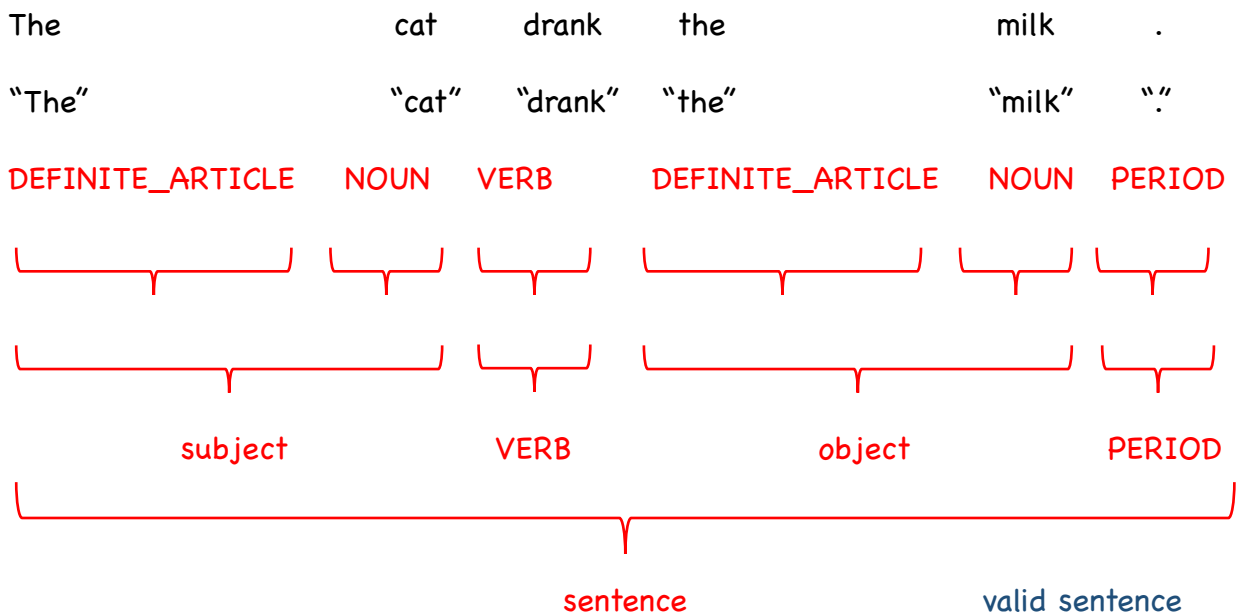 The cat drank the milk .
“The” “cat” “drank” “the” “milk” “.”
DEFINITE_ARTICLE NOUN VERB DEFINITE_ARTICLE NOUN PERIOD
subject VERB object PERIOD
sentence valid sentence